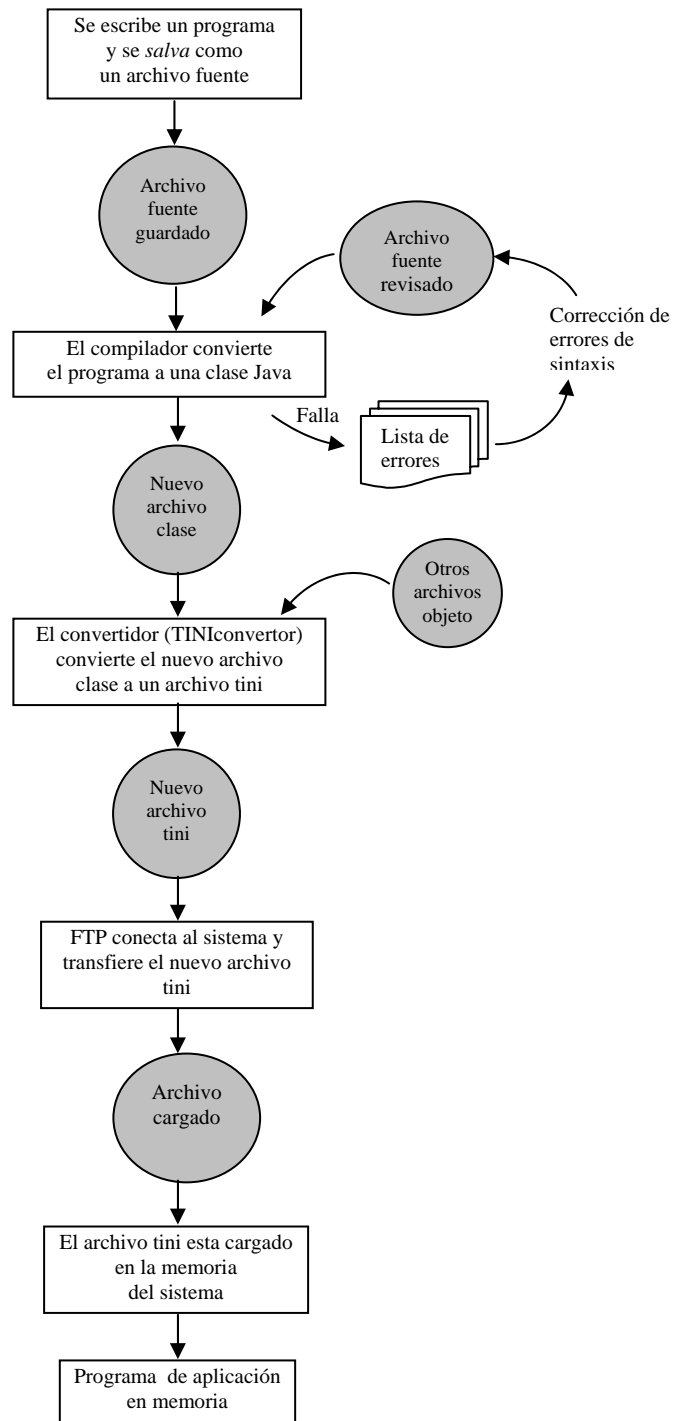 Se escribe un programa
y se salva como
un archivo fuente
Archivo
fuente
guardado
Archivo
fuente
revisado
Corrección de
errores de
sintaxis
El compilador convierte
el programa a una clase Java
Falla
Lista de
errores
Nuevo
archivo
clase
Otros
archivos
objeto
El convertidor (TINIconvertor)
convierte el nuevo archivo
clase a un archivo tini
Nuevo
archivo
tini
FTP conecta al sistema y
transfiere el nuevo archivo
tini
Archivo
cargado
El archivo tini esta cargado
en la memoria
del sistema
Programa de aplicación
en memoria